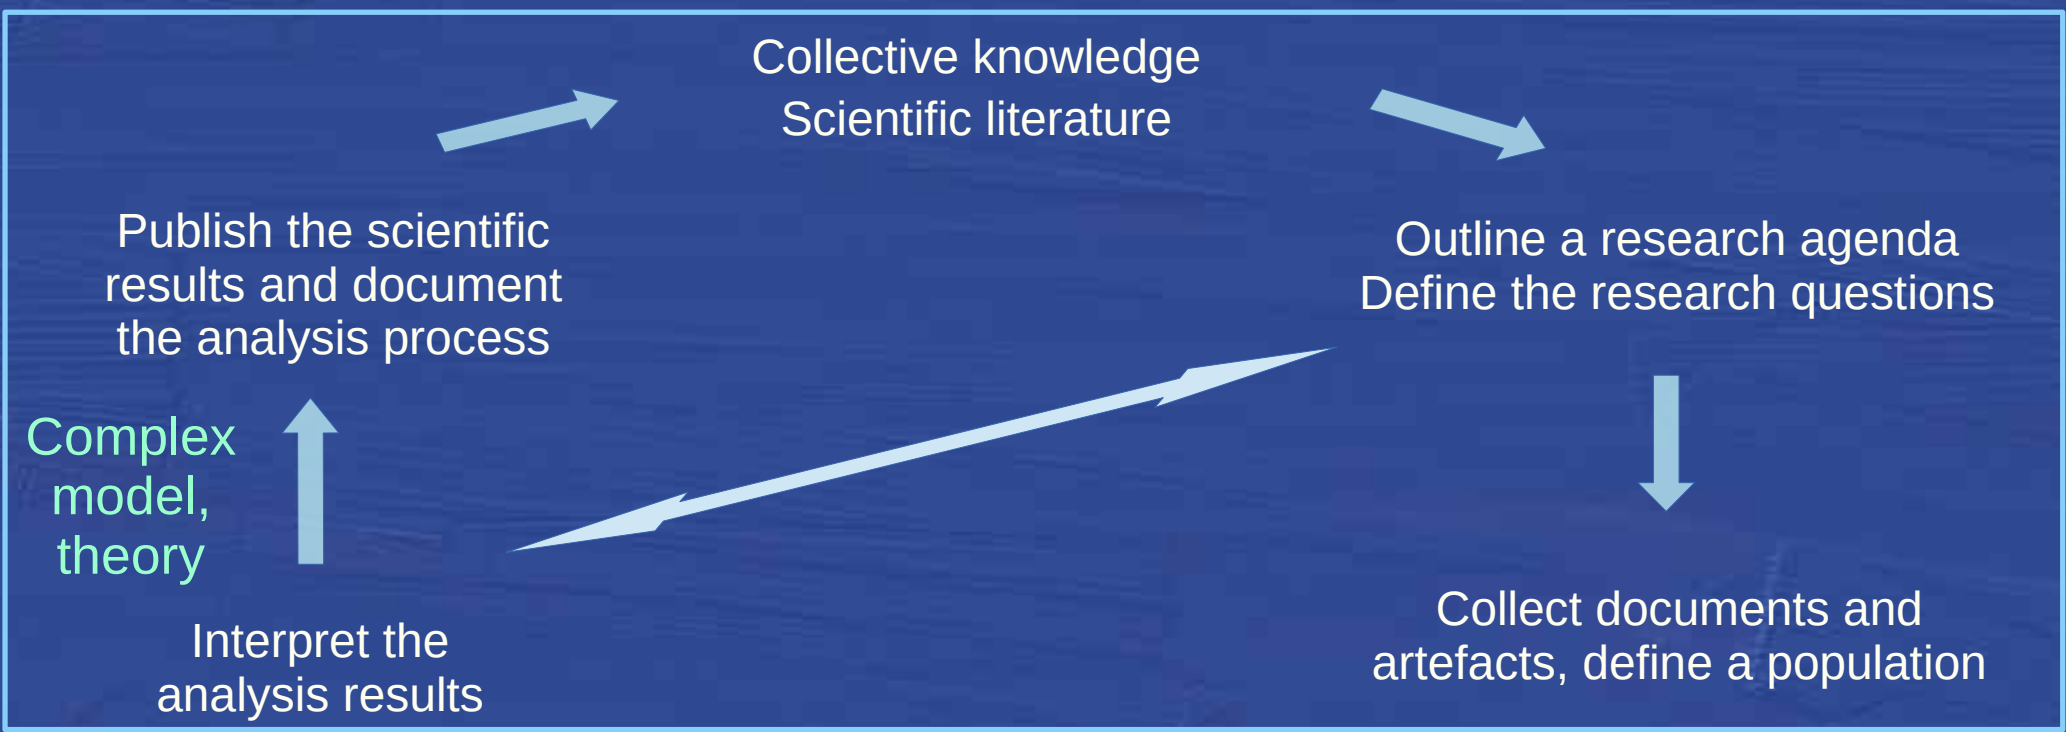 Collective knowledge
Scientific literature
Publish the scientific
results and document
the analysis process
Outline a research agenda
Define the research questions
Complex
model,
theory
Interpret the
analysis results
Collect documents and
artefacts, define a population